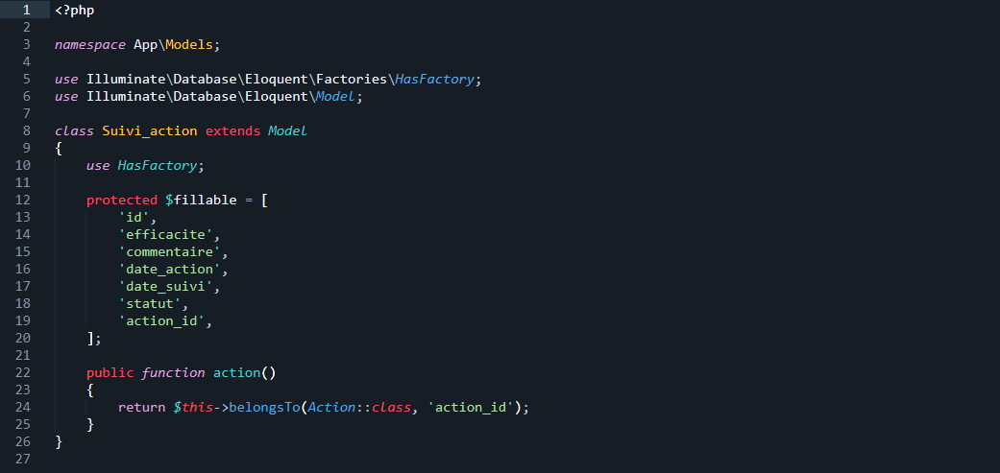 1 <?php
2
3 namespace App\Models;
4
5 use Illuminate\Database\Eloquent\Factories\HasFactory;
6 use Illuminate\Database\Eloquent\Model;
7
8 class Suivi_action extends Model
9 {
10     use HasFactory;
11
12     protected $fillable = [
13         'id',
14         'efficacite',
15         'commentaire',
16         'date_action',
17         'date_suivi',
18         'statut',
19         'action_id',
20     ];
21
22     public function action()
23     {
24         return $this->belongsTo(Action::class, 'action_id');
25     }
26 }
27